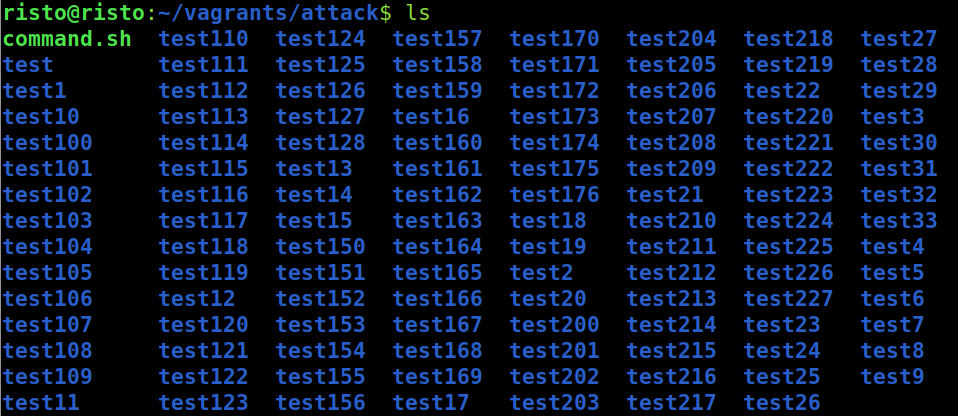 risto@risto:~/vagrants/attack$ ls
command.sh test110 test124 test157 test170 test204 test218 test27
test test111 test125 test158 test171 test205 test219 test28
test1 test112 test126 test159 test172 test206 test22 test29
test10 test113 test127 test16 test173 test207 test220 test3
test100 test114 test128 test160 test174 test208 test221 test30
test101 test115 test13 test161 test175 test209 test222 test31
test102 test116 test14 test162 test176 test21 test223 test32
test103 test117 test15 test163 test18 test210 test224 test33
test104 test118 test150 test164 test19 test211 test225 test4
test105 test119 test151 test165 test2 test212 test226 test5
test106 test12 test152 test166 test20 test213 test227 test6
test107 test120 test153 test167 test200 test214 test23 test7
test108 test121 test154 test168 test201 test215 test24 test8
test109 test122 test155 test169 test202 test216 test25 test9
test11 test123 test156 test17 test203 test217 test26